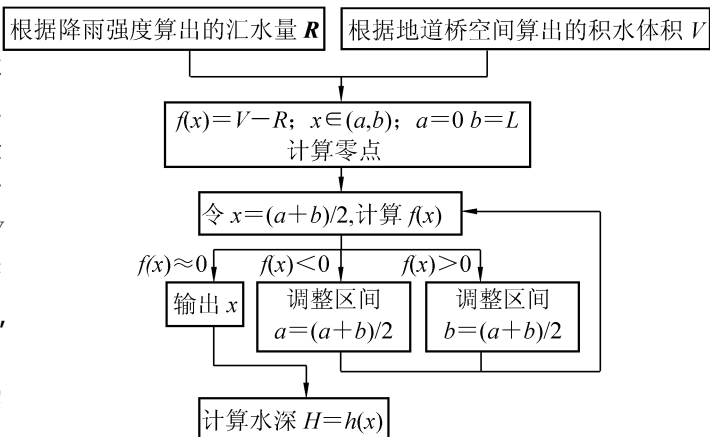 根据降雨强度算出的汇水量 R
根据地道桥空间算出的积水体积 V
f(x)=V-R；x∈(a,b)；a=0 b=L
计算零点
令 x=(a+b)/2,计算 f(x)
f(x)≈0
f(x)<0
f(x)>0
输出 x
调整区间
a=(a+b)/2
调整区间
b=(a+b)/2
计算水深 H=h(x)